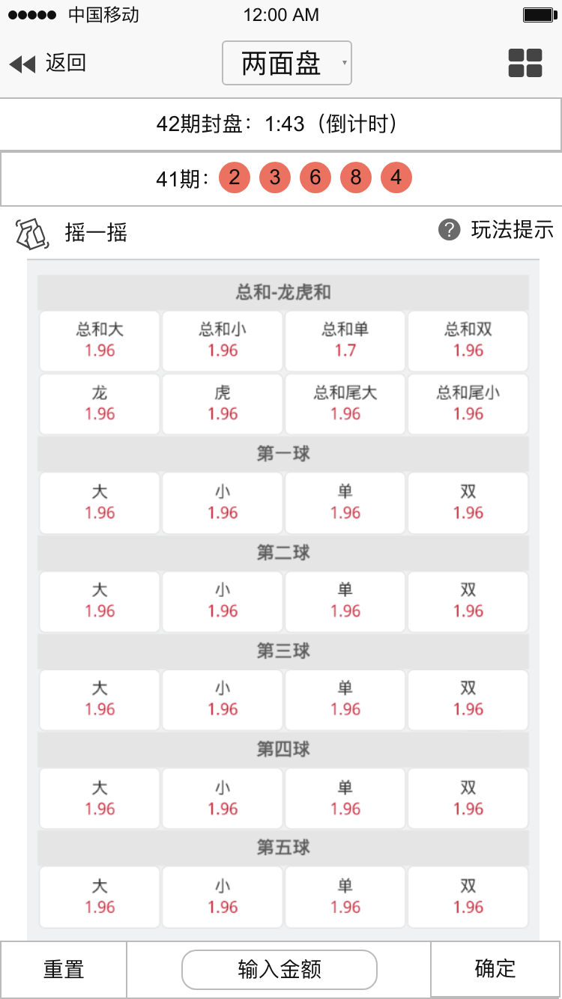 中国移动 12:00 AM
返回 两面盘
42期封盘：1:43（倒计时）
41期： 2 3 6 8 4
摇一摇 ? 玩法提示
总和-龙虎和
总和大 总和小 总和单 总和双
1.96 1.96 1.7 1.96
龙 虎 总和尾大 总和尾小
1.96 1.96 1.96 1.96
第一球
大 小 单 双
1.96 1.96 1.96 1.96
第二球
大 小 单 双
1.96 1.96 1.96 1.96
第三球
大 小 单 双
1.96 1.96 1.96 1.96
第四球
大 小 单 双
1.96 1.96 1.96 1.96
第五球
大 小 单 双
1.96 1.96 1.96 1.96
重置 输入金额 确定